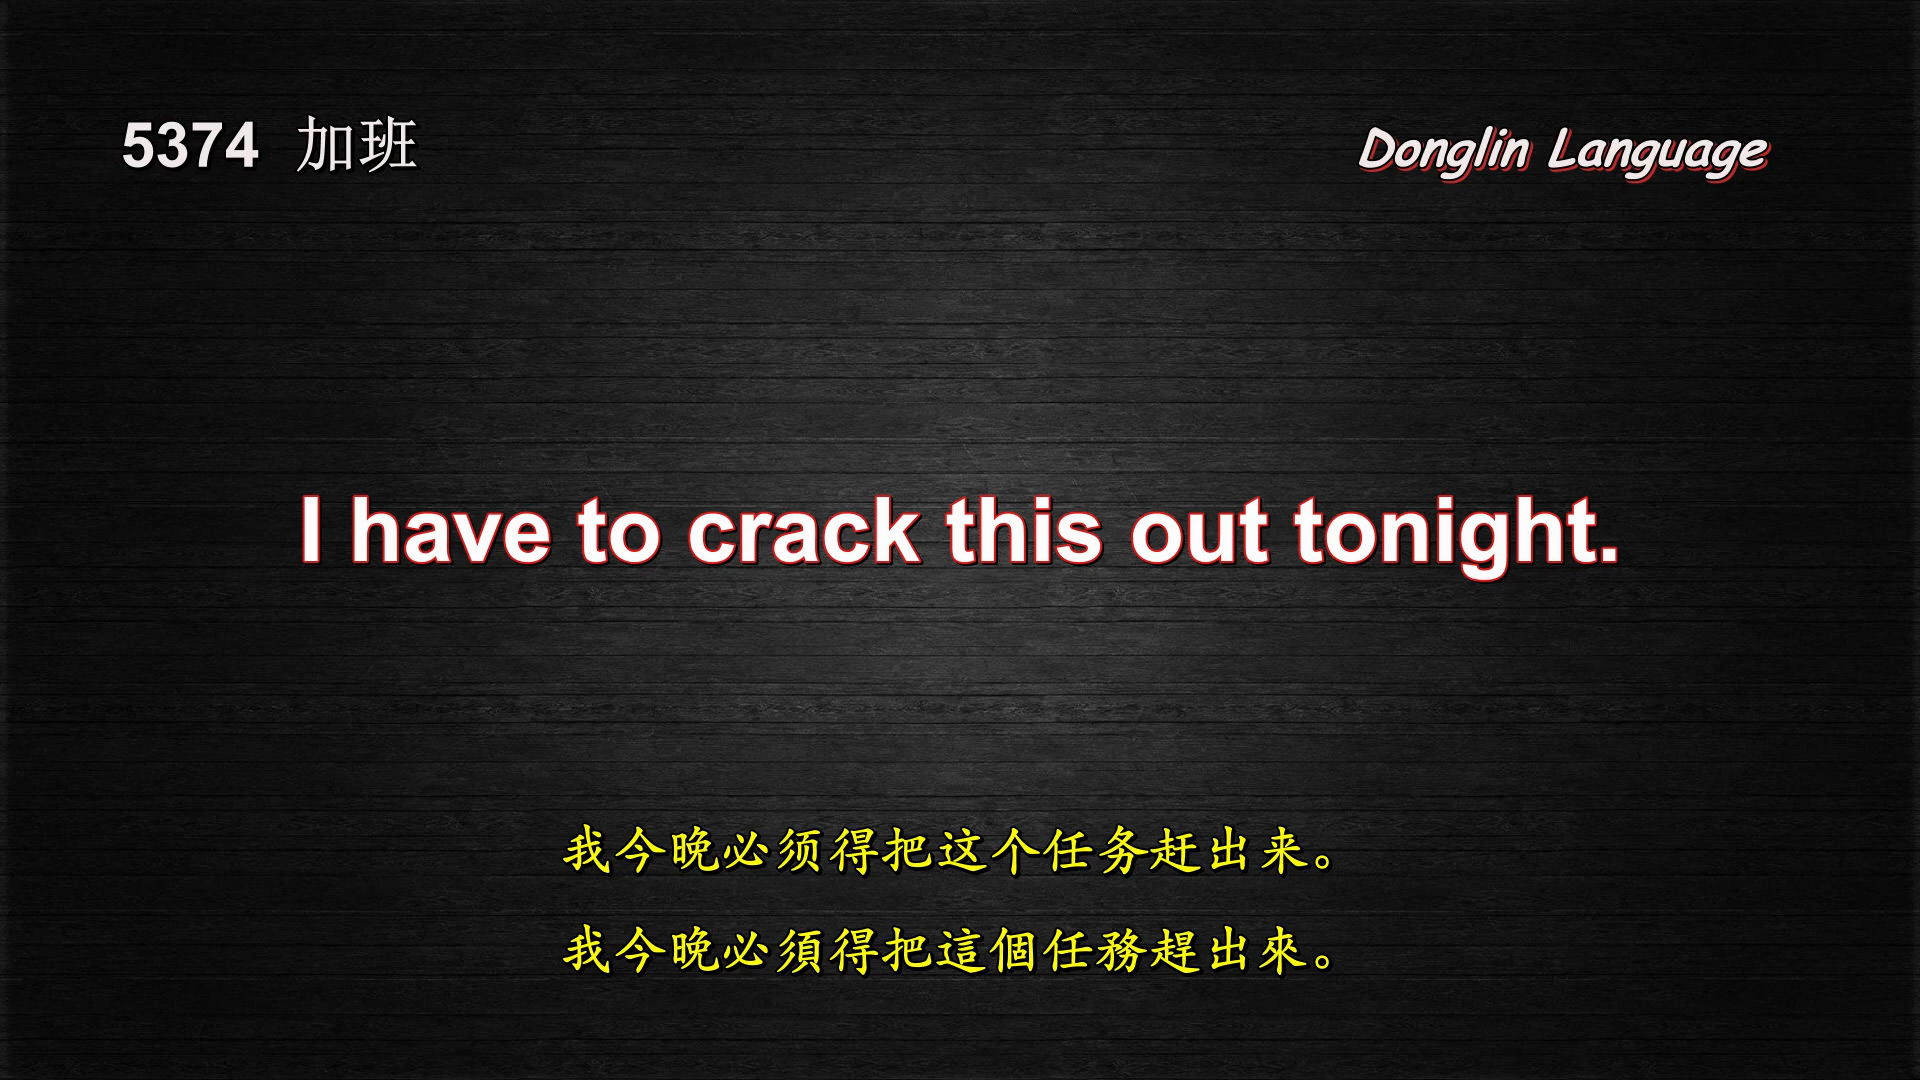 5374 加班
Donglin Language
I have to crack this out tonight.
我今晚必须得把这个任务赶出来。
我今晚必須得把這個任務趕出來。